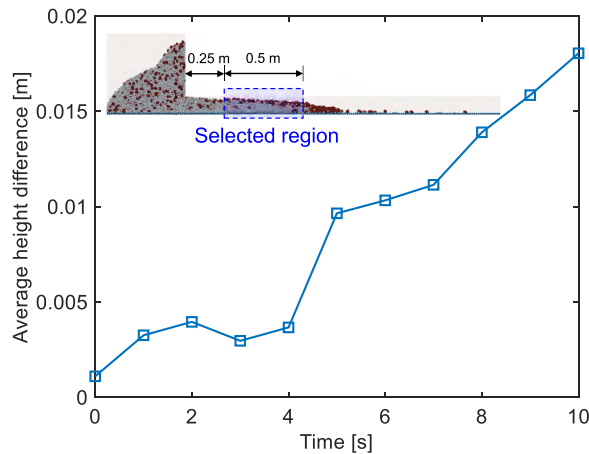 0.02
0.25 m 0.5 m
Selected region
0.015
0.01
0.005
0
Average height difference [m]
0 2 4 6 8 10
Time [s]